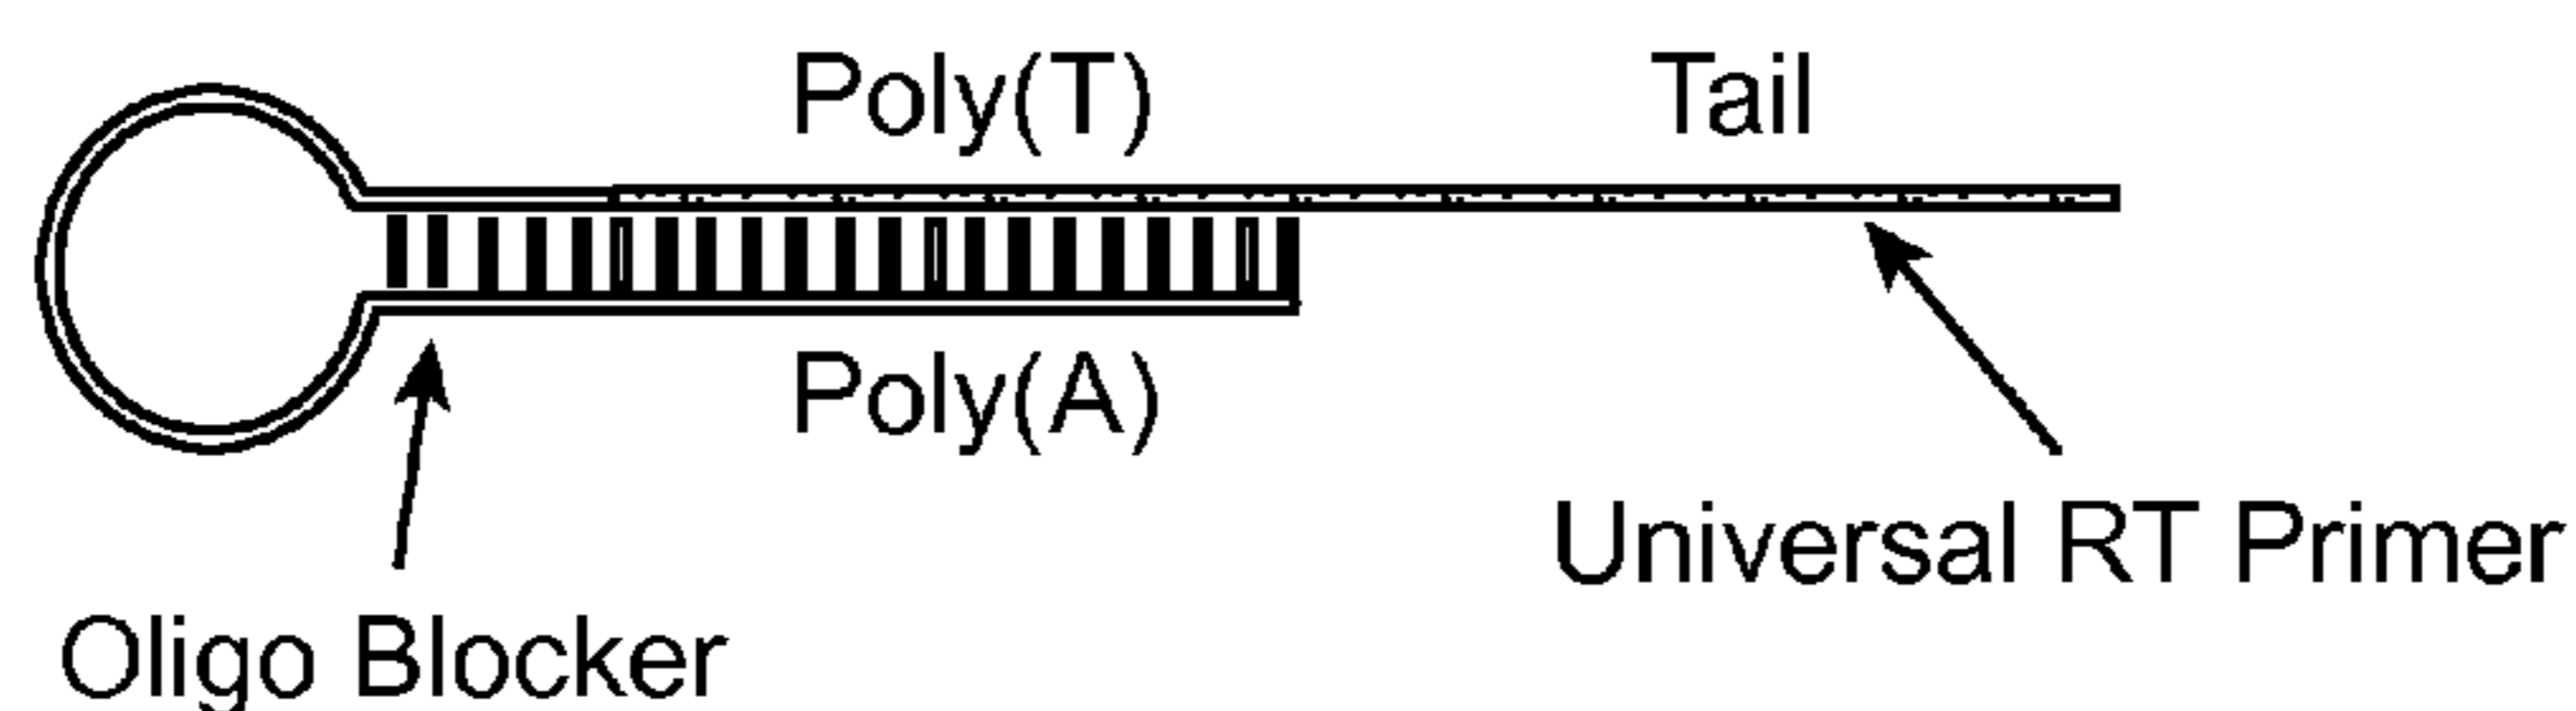 Poly(T)
Tail
Poly(A)
Universal RT Primer
Oligo Blocker